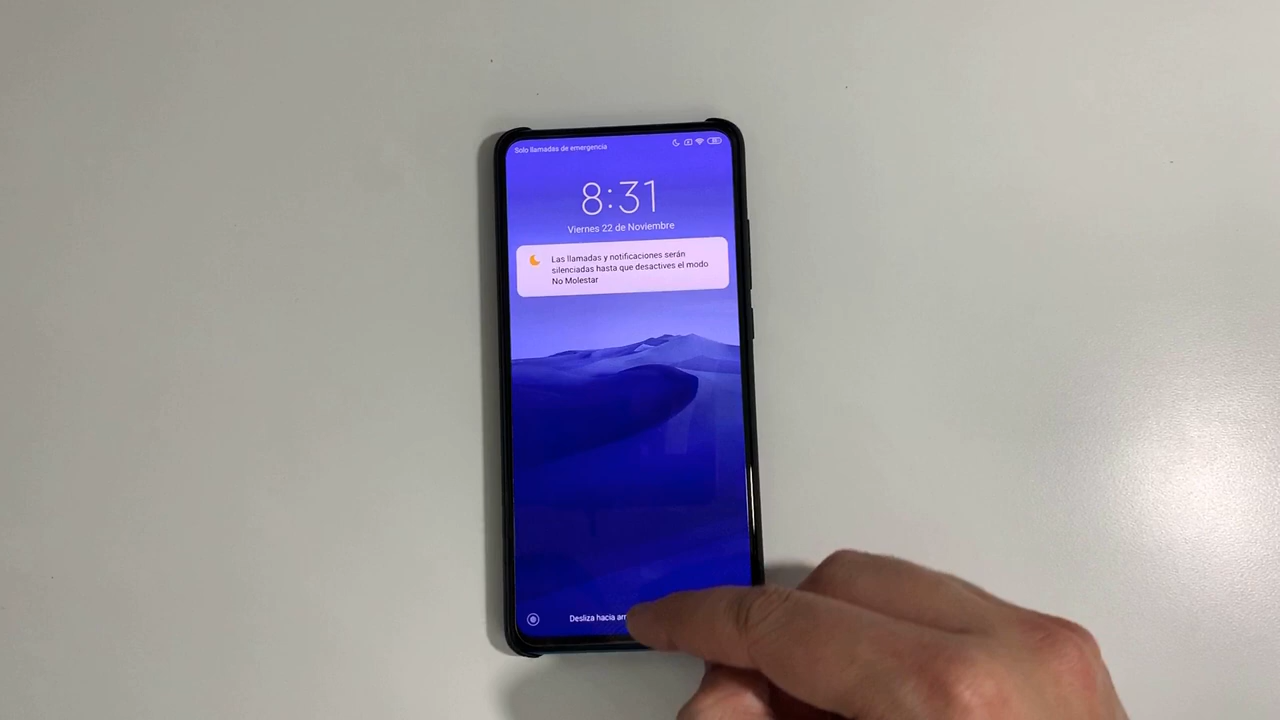 Solo llamadas de emergencia
8:31
Viernes 22 de Noviembre
Las llamadas y notificaciones serán
silenciadas hasta que desactives el modo
No Molestar
Desliza hacia arr